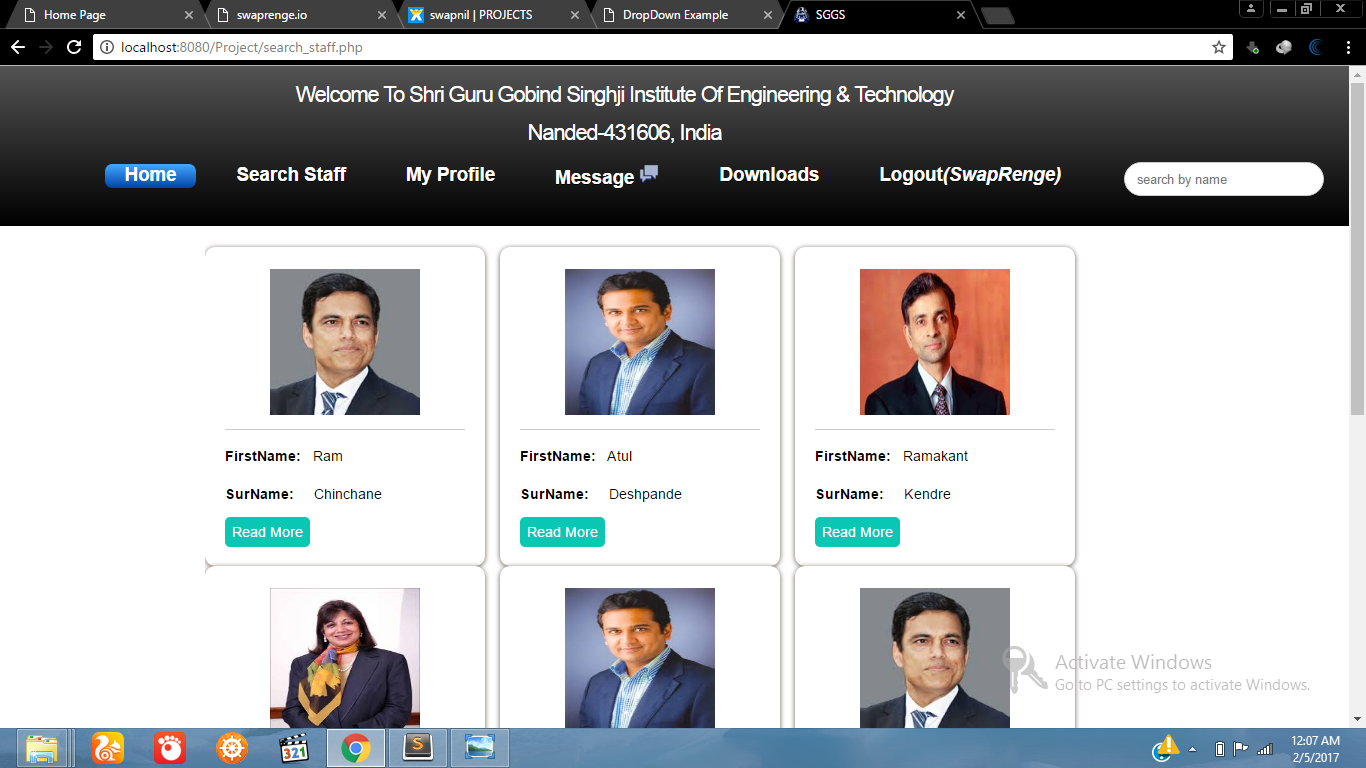 Home Page
swaprenge.io
swapnil | PROJECTS
DropDown Example
SGGS
localhost:8080/Project/search_staff.php
Welcome To Shri Guru Gobind Singhji Institute Of Engineering & Technology
Nanded-431606, India
Home Search Staff My Profile Message Downloads Logout(SwapRenge) search by name
FirstName: Ram
SurName: Chinchane
Read More
FirstName: Atul
SurName: Deshpande
Read More
FirstName: Ramakant
SurName: Kendre
Read More
Activate Windows
Go to PC settings to activate Windows.
321
S
12:07 AM
2/5/2017